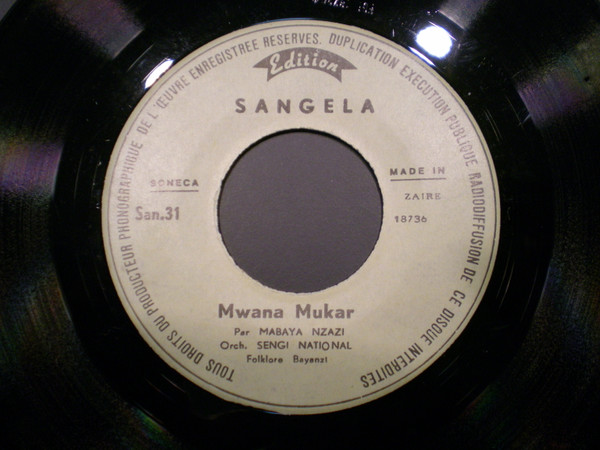 TOUS DROITS DU PRODUCTEUR PHONOGRAPHIQUE DE L'ŒUVRE ENREGISTREE RESERVES. DUPLICATION EXECUTION PUBLIQUE RADIODIFFUSION DE CE DISQUE INTERDITES
Edition
SANGELA
SONECA
San.31
MADE IN
ZAIRE
18736
Mwana Mukar
Par MABAYA NZAZI
Orch. SENGI NATIONAL
Folklore Bayanzi